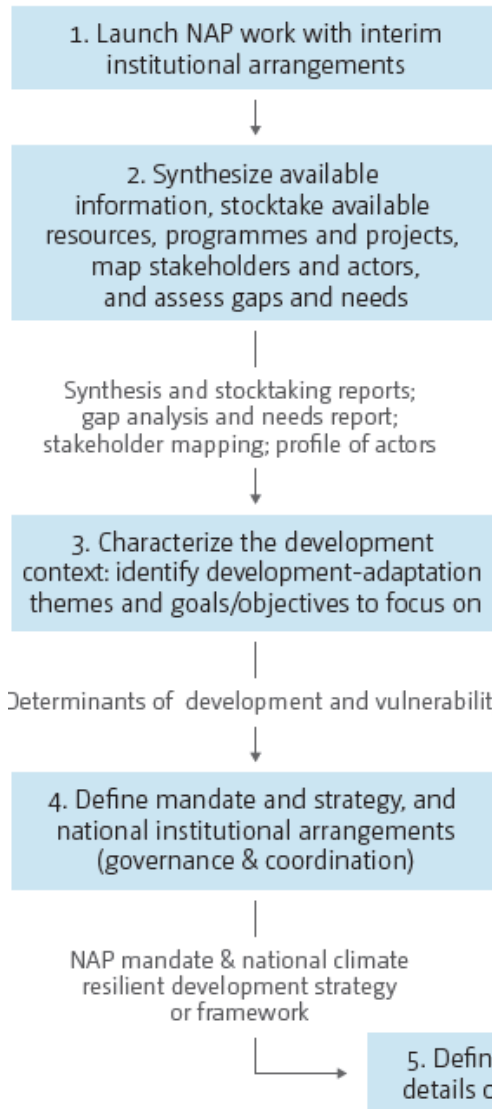 1. Launch NAP work with interim
institutional arrangements
2. Synthesize available
information, stocktake available
resources, programmes and projects,
map stakeholders and actors,
and assess gaps and needs
Synthesis and stocktaking reports;
gap analysis and needs report;
stakeholder mapping; profile of actors
3. Characterize the development
context: identify development-adaptation
themes and goals/objectives to focus on
Determinants of development and vulnerabilit
4. Define mandate and strategy, and
national institutional arrangements
(governance & coordination)
NAP mandate & national climate
resilient development strategy
or framework
5. Defin
details